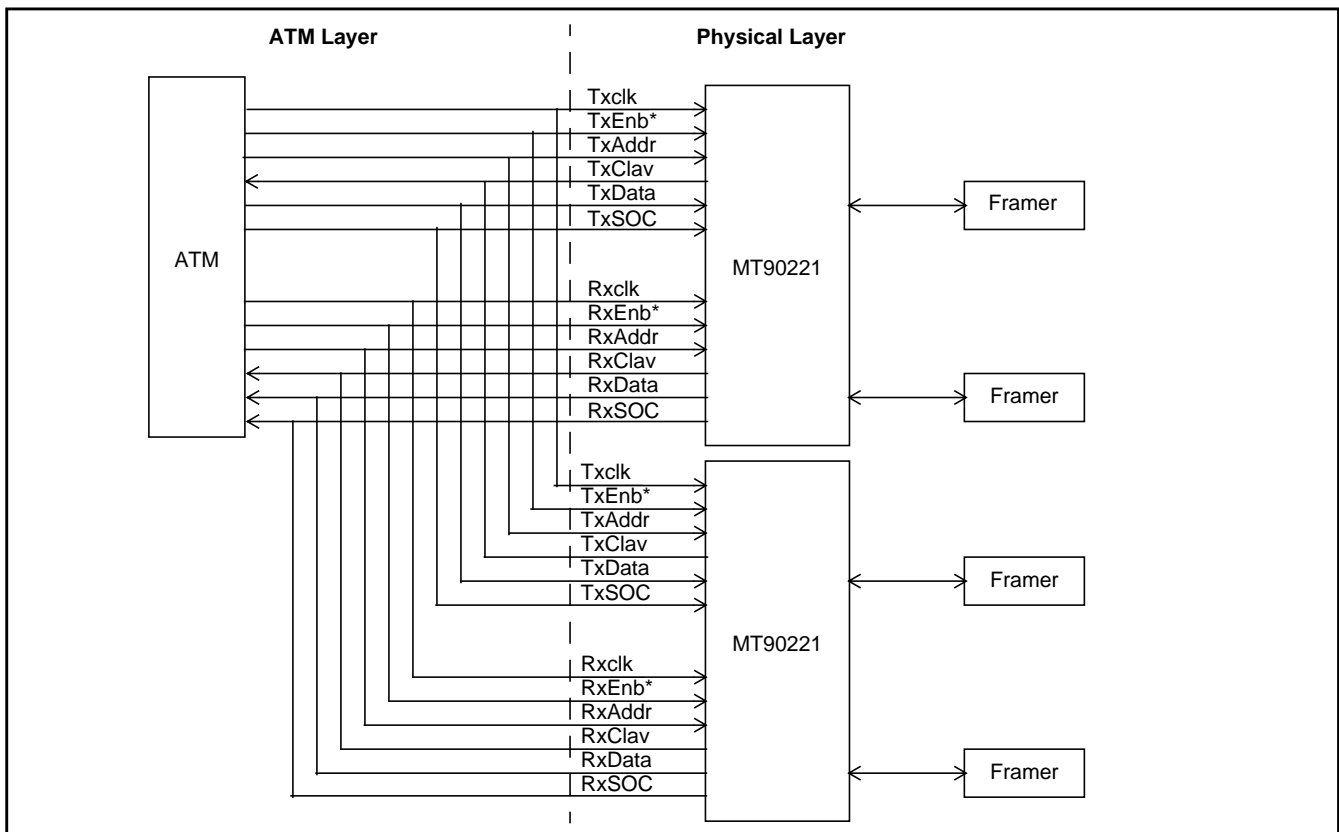 ATM Layer
Physical Layer
ATM
Txclk
TxEnb*
TxAddr
TxClav
TxData
TxSOC
Rxclk
RxEnb*
RxAddr
RxClav
RxData
RxSOC
MT90221
Framer
Framer
Txclk
TxEnb*
TxAddr
TxClav
TxData
TxSOC
Rxclk
RxEnb*
RxAddr
RxClav
RxData
RxSOC
MT90221
Framer
Framer